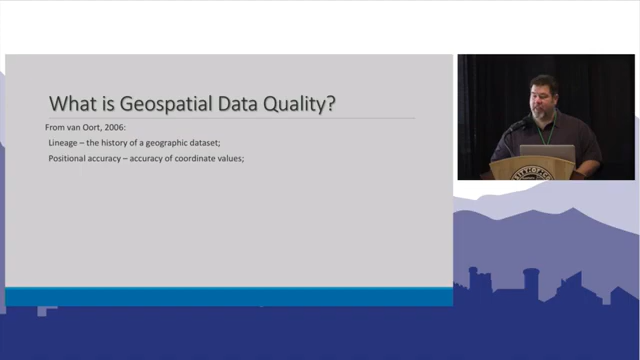 What is Geospatial Data Quality?
From van Oort, 2006:
Lineage – the history of a geographic dataset;
Positional accuracy – accuracy of coordinate values;